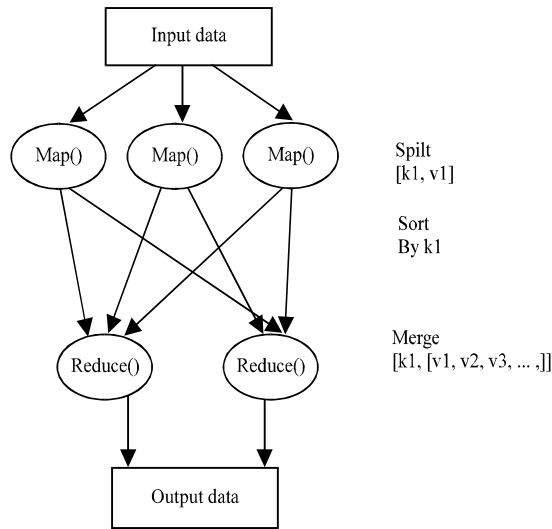 Input data
Map()
Map()
Map()
Spilt
[k1, v1]
Sort
By k1
Reduce()
Reduce()
Merge
[k1, [v1, v2, v3, ... ,]]
Output data